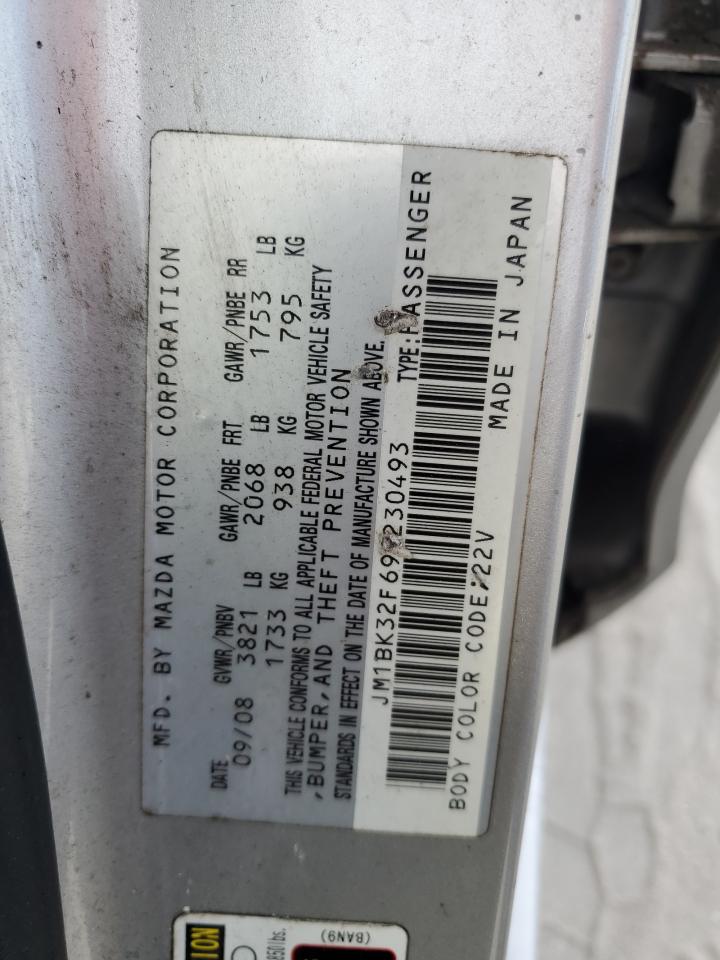 MFD. BY MAZDA MOTOR CORPORATION
DATE GVWR/PNBV GAWR/PNBE FRT GAWR/PNBE RR
09/08 3821 LB 2068 LB 1753 LB
1733 KG 938 KG 795 KG
THIS VEHICLE CONFORMS TO ALL APPLICABLE FEDERAL MOTOR VEHICLE SAFETY
,BUMPER,AND THEFT PREVENTION
STANDARDS IN EFFECT ON THE DATE OF MANUFACTURE SHOWN ABOVE.
JM1BK32F691230493 TYPE:PASSENGER
BODY COLOR CODE:22V MADE IN JAPAN
(BAN9)